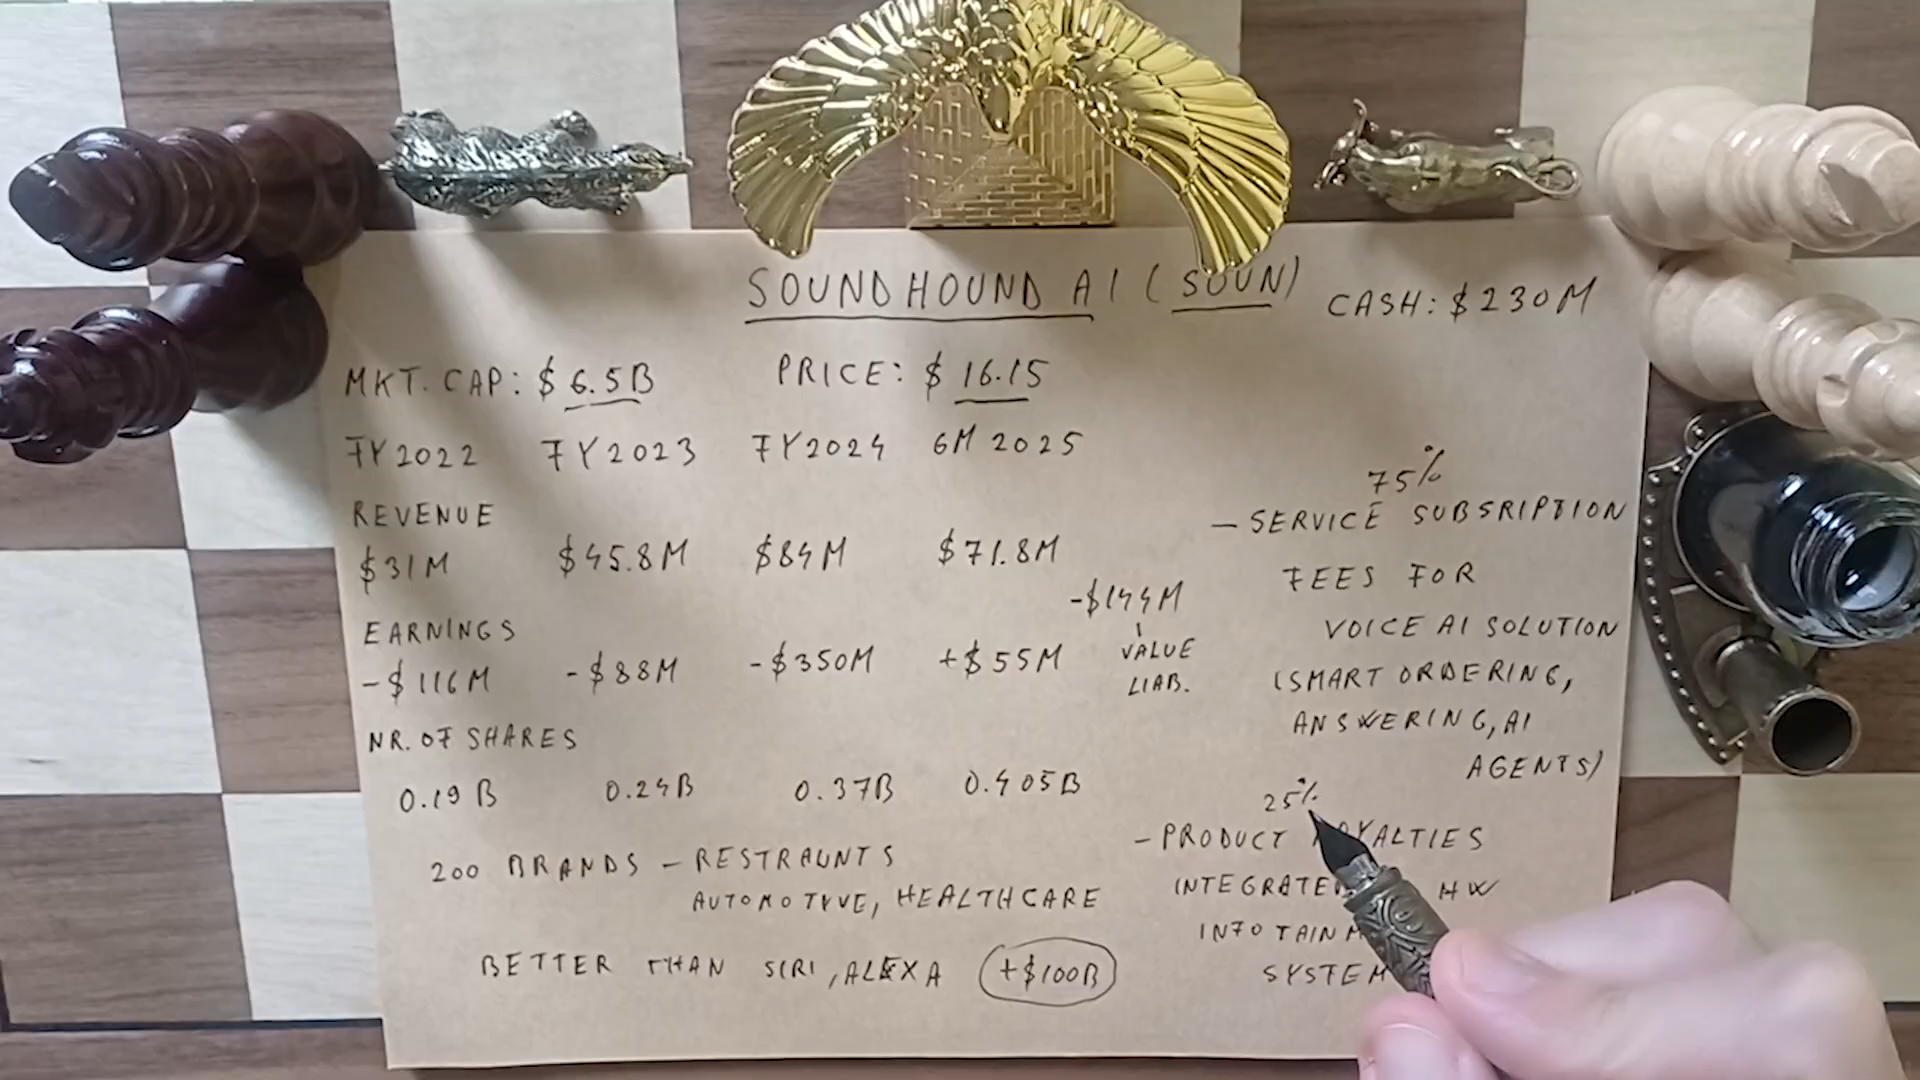 SOUNDHOUND AI (SOUN)
CASH: $230M
MKT. CAP: $6.5B
PRICE: $16.15
FY2022 FY2023 FY2024 6M 2025
REVENUE
$31M $45.8M $84M $71.8M
EARNINGS
-$116M -$88M -$350M +$55M
-$144M
VALUE
LIAB.
NR. OF SHARES
0.19B 0.24B 0.37B 0.405B
200 BRANDS - RESTRAUNTS
AUTOMOTIVE, HEALTHCARE
BETTER THAN SIRI, ALEXA +$100B
75%
- SERVICE SUBSRIPTION
FEES FOR
VOICE AI SOLUTION
(SMART ORDERING,
ANSWERING, AI
AGENTS)
25%
- PRODUCT
HW